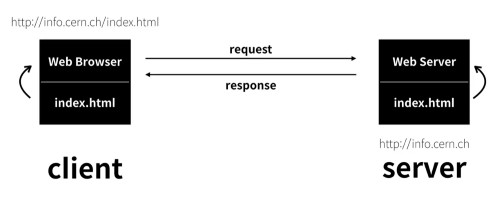 http://info.cern.ch/index.html
Web Browser
index.html
request
response
Web Server
index.html
http://info.cern.ch
client
server